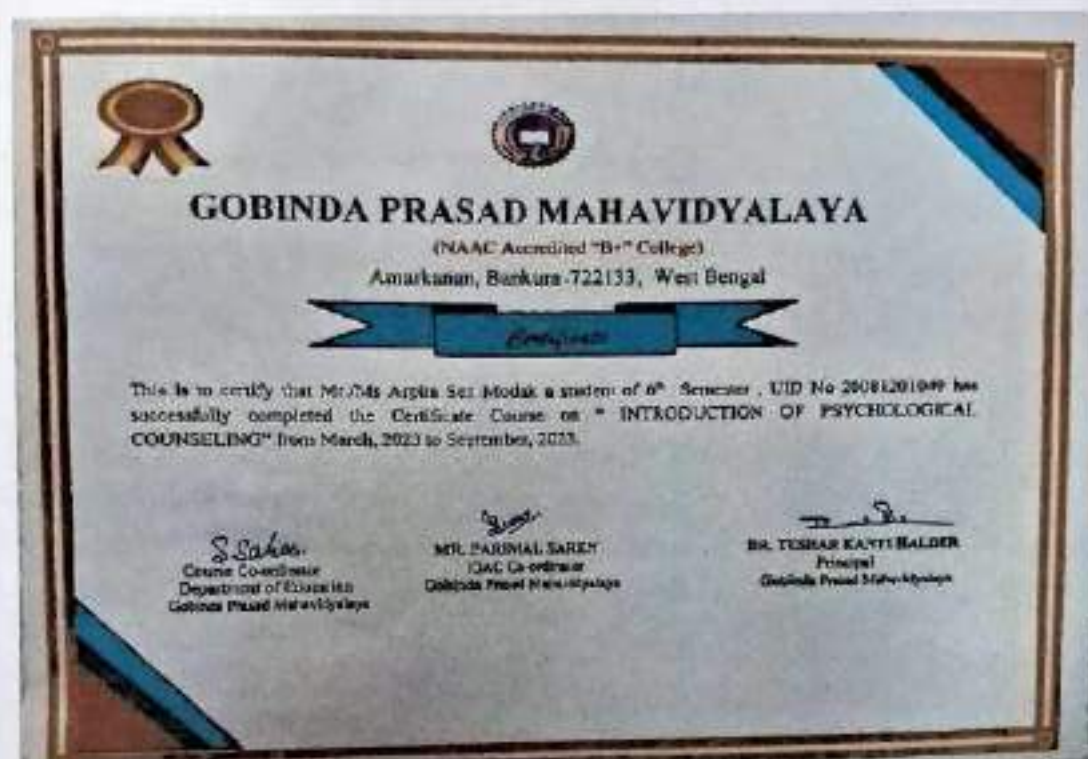 GOBINDA PRASAD MAHAVIDYALAYA
(NAAC Accredited "B+" College)
Amarkanan, Bankura-722133, West Bengal
Certificate
This is to certify that Mr./Ms Arpita Sen Modak a student of 6th Semester , UID No 20081201049 has
successfully completed the Certificate Course on " INTRODUCTION OF PSYCHOLOGICAL
COUNSELING" from March, 2023 to September, 2023.
S. Sahas.
Course Co-ordinator
Department of Education
Gobinda Prasad Mahavidyalaya
MR. PARIMAL SAREN
IQAC Co-ordinator
Gobinda Prasad Mahavidyalaya
DR. TUSHAR KANTI HALDER
Principal
Gobinda Prasad Mahavidyalaya